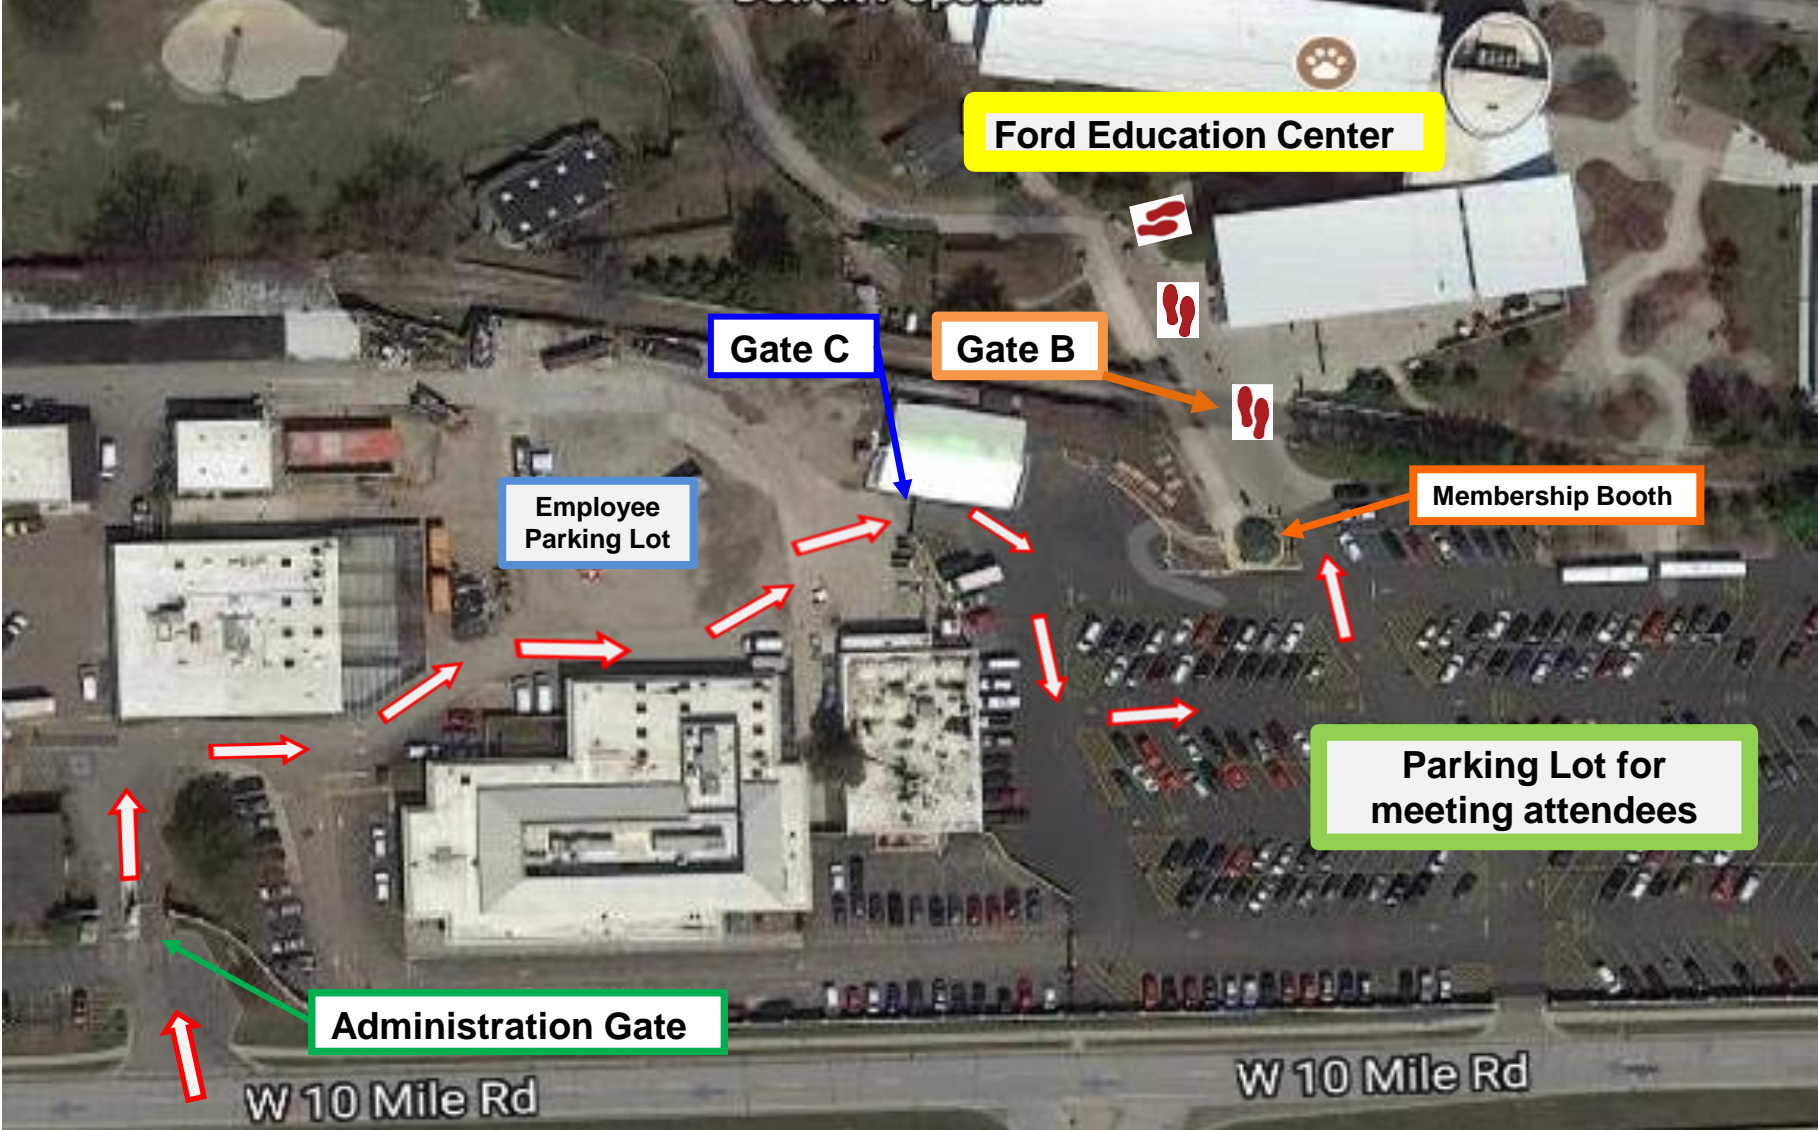 Ford Education Center
Gate C
Gate B
Employee
Parking Lot
Membership Booth
Parking Lot for
meeting attendees
Administration Gate
W 10 Mile Rd
W 10 Mile Rd